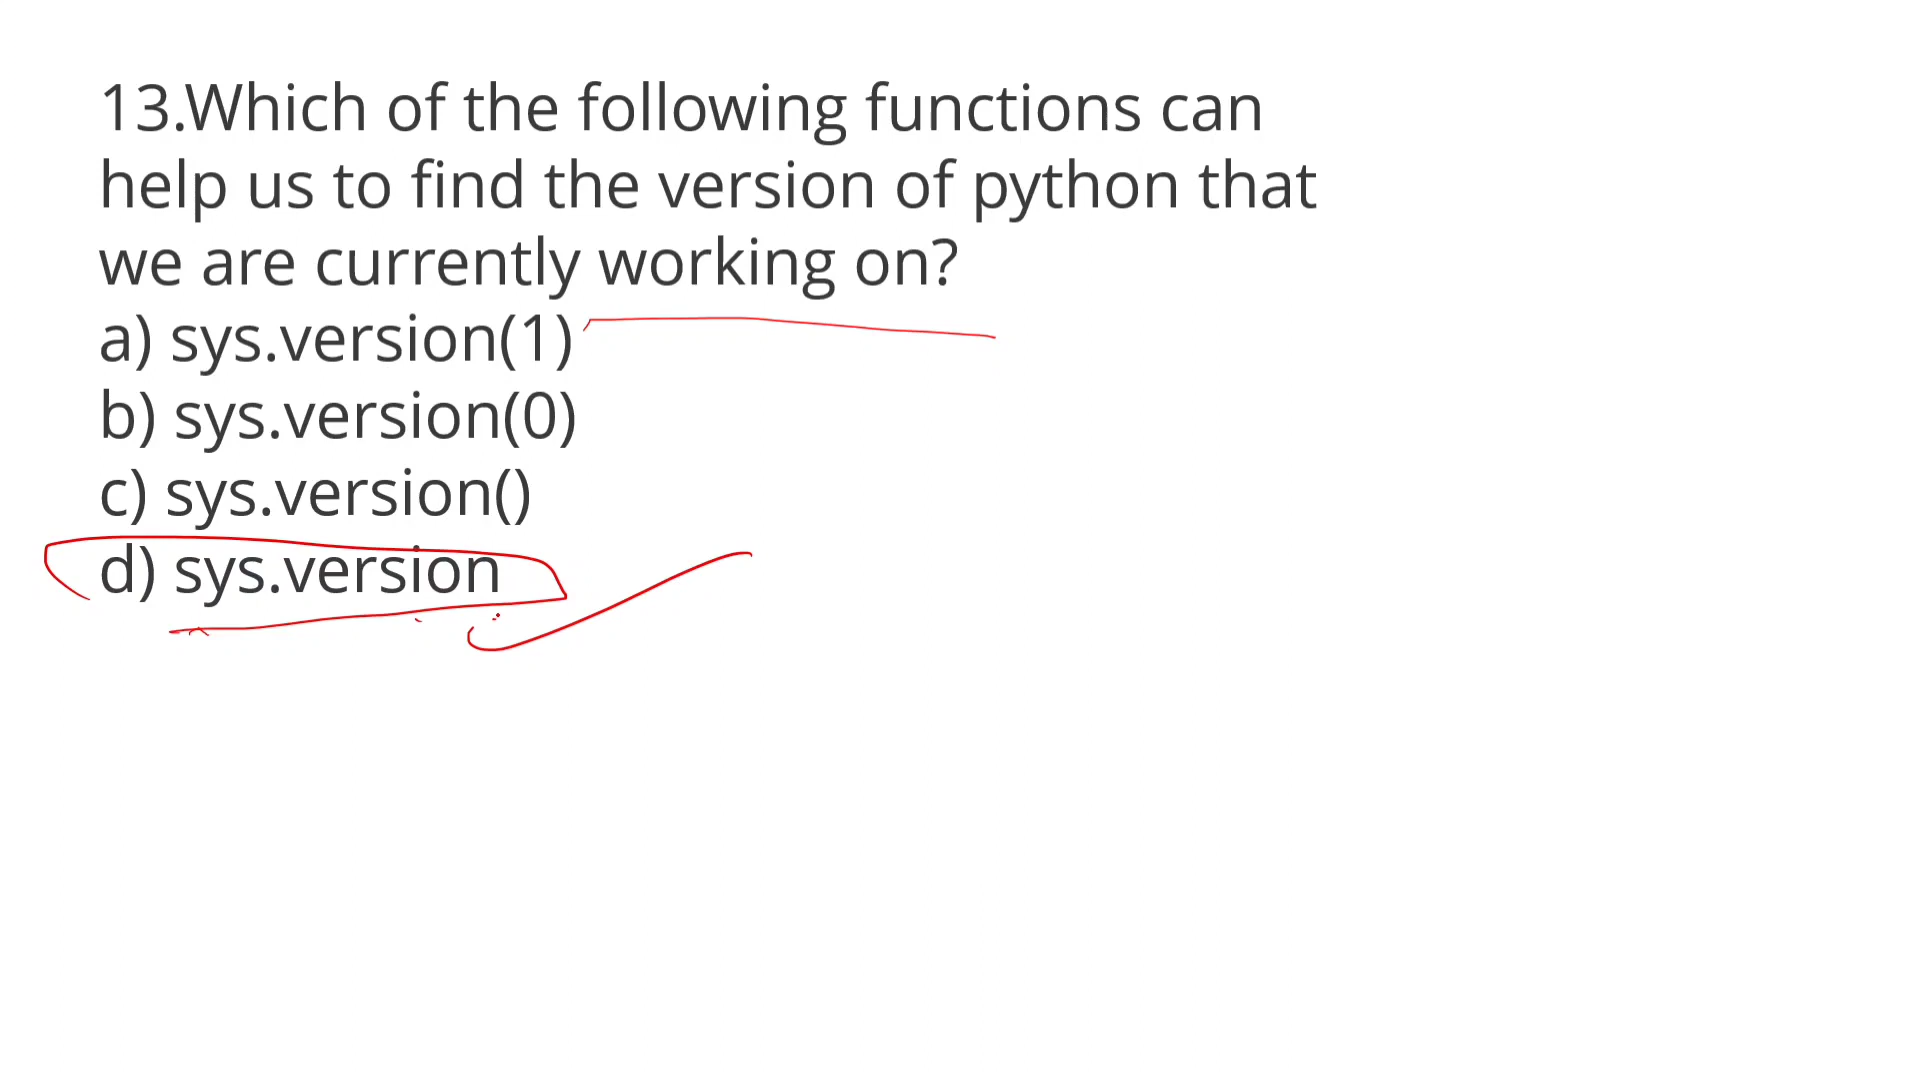 13.Which of the following functions can
help us to find the version of python that
we are currently working on?
a) sys.version(1)
b) sys.version(0)
c) sys.version()
d) sys.version